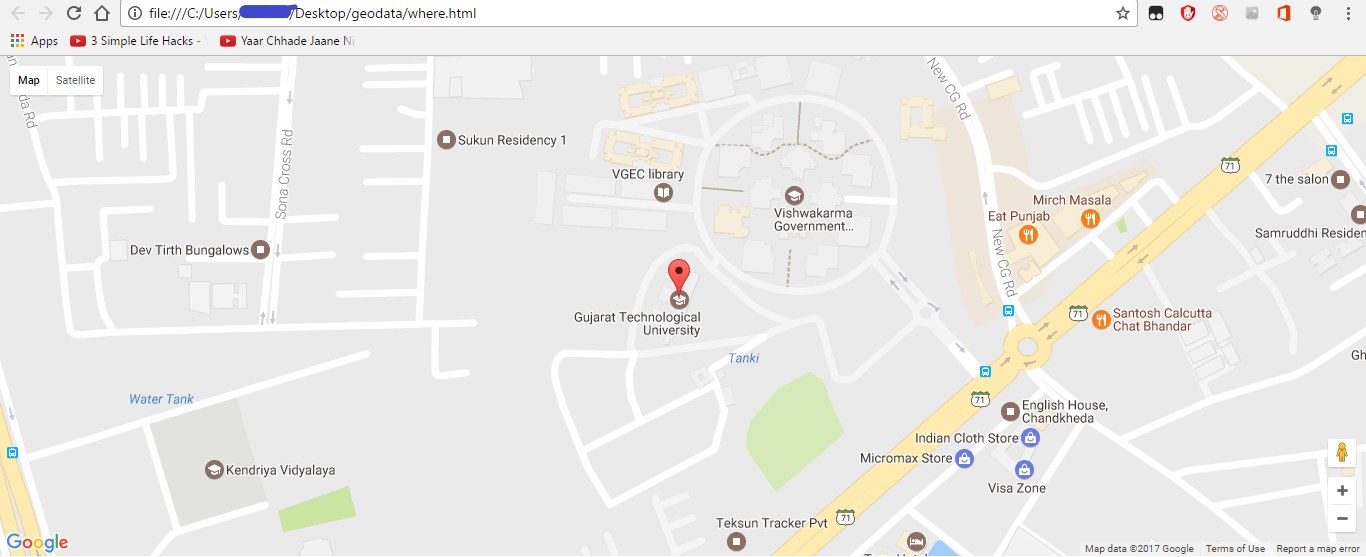 file:///C:/Users/ /Desktop/geodata/where.html
Apps
3 Simple Life Hacks -
Yaar Chhade Jaane Ni
Map Satellite
da Rd
Sona Cross Rd
New CG Rd
71
Sukun Residency 1
VGEC library
7 the salon
Mirch Masala
Vishwakarma
Government...
Eat Punjab
Samruddhi Residen
Dev Tirth Bungalows
New CG Rd
Gujarat Technological
University
71
Santosh Calcutta
Chat Bhandar
Tanki
Gh
Water Tank
71
English House,
Chandkheda
Indian Cloth Store
Micromax Store
Kendriya Vidyalaya
Visa Zone
Teksun Tracker Pvt
71
Google
Map data ©2017 Google Terms of Use Report a map error